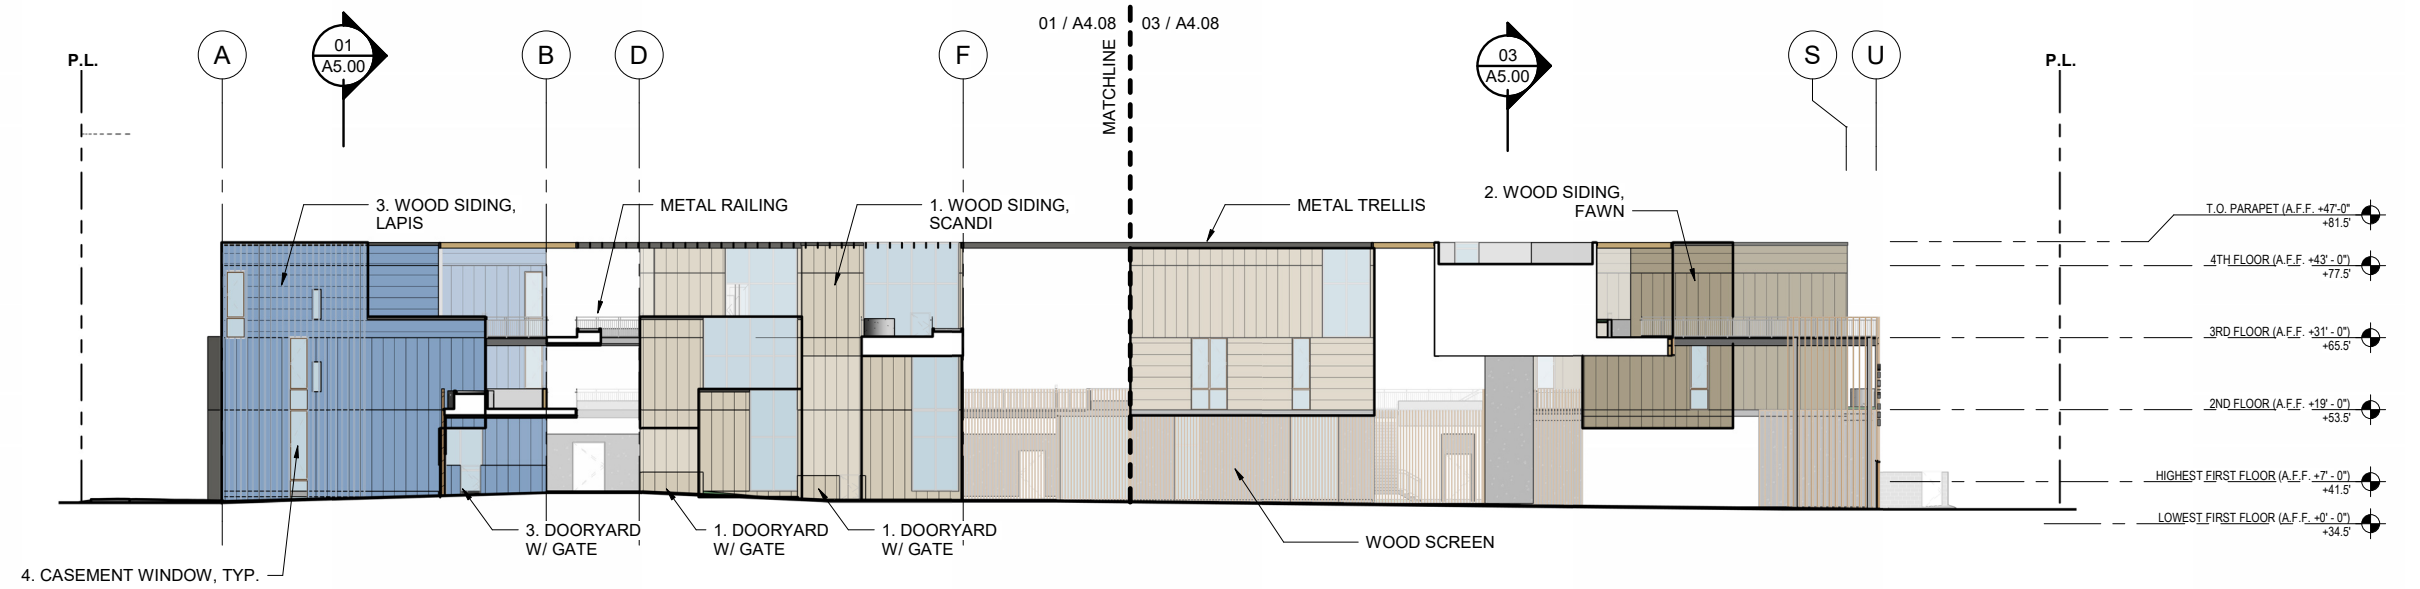 01 / A4.08
03 / A4.08
MATCHLINE
P.L.
A
01
A5.00
B
D
F
03
A5.00
S
U
P.L.
3. WOOD SIDING,
LAPIS
METAL RAILING
1. WOOD SIDING,
SCANDI
METAL TRELLIS
2. WOOD SIDING,
FAWN
T.O. PARAPET (A.F.F. +47'-0"
+81.5'
4TH FLOOR (A.F.F. +43' - 0")
+77.5'
3RD FLOOR (A.F.F. +31' - 0")
+65.5'
2ND FLOOR (A.F.F. +19' - 0")
+53.5'
HIGHEST FIRST FLOOR (A.F.F. +7' - 0")
+41.5'
LOWEST FIRST FLOOR (A.F.F. +0' - 0")
+34.5'
3. DOORYARD
W/ GATE
1. DOORYARD
W/ GATE
1. DOORYARD
W/ GATE
WOOD SCREEN
4. CASEMENT WINDOW, TYP.